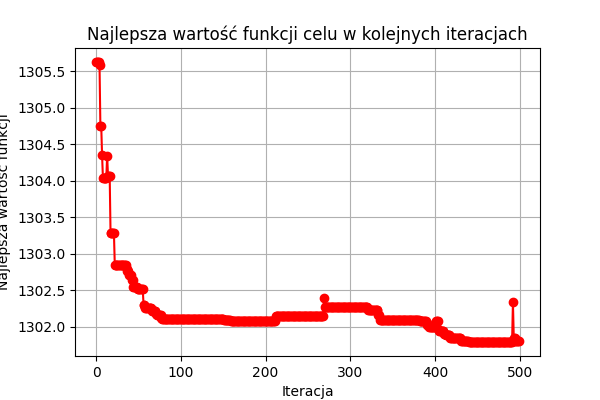 Najlepsza wartość funkcji celu w kolejnych iteracjach
Najlepsza wartość funkcji
1305.5
1305.0
1304.5
1304.0
1303.5
1303.0
1302.5
1302.0
0 100 200 300 400 500
Iteracja